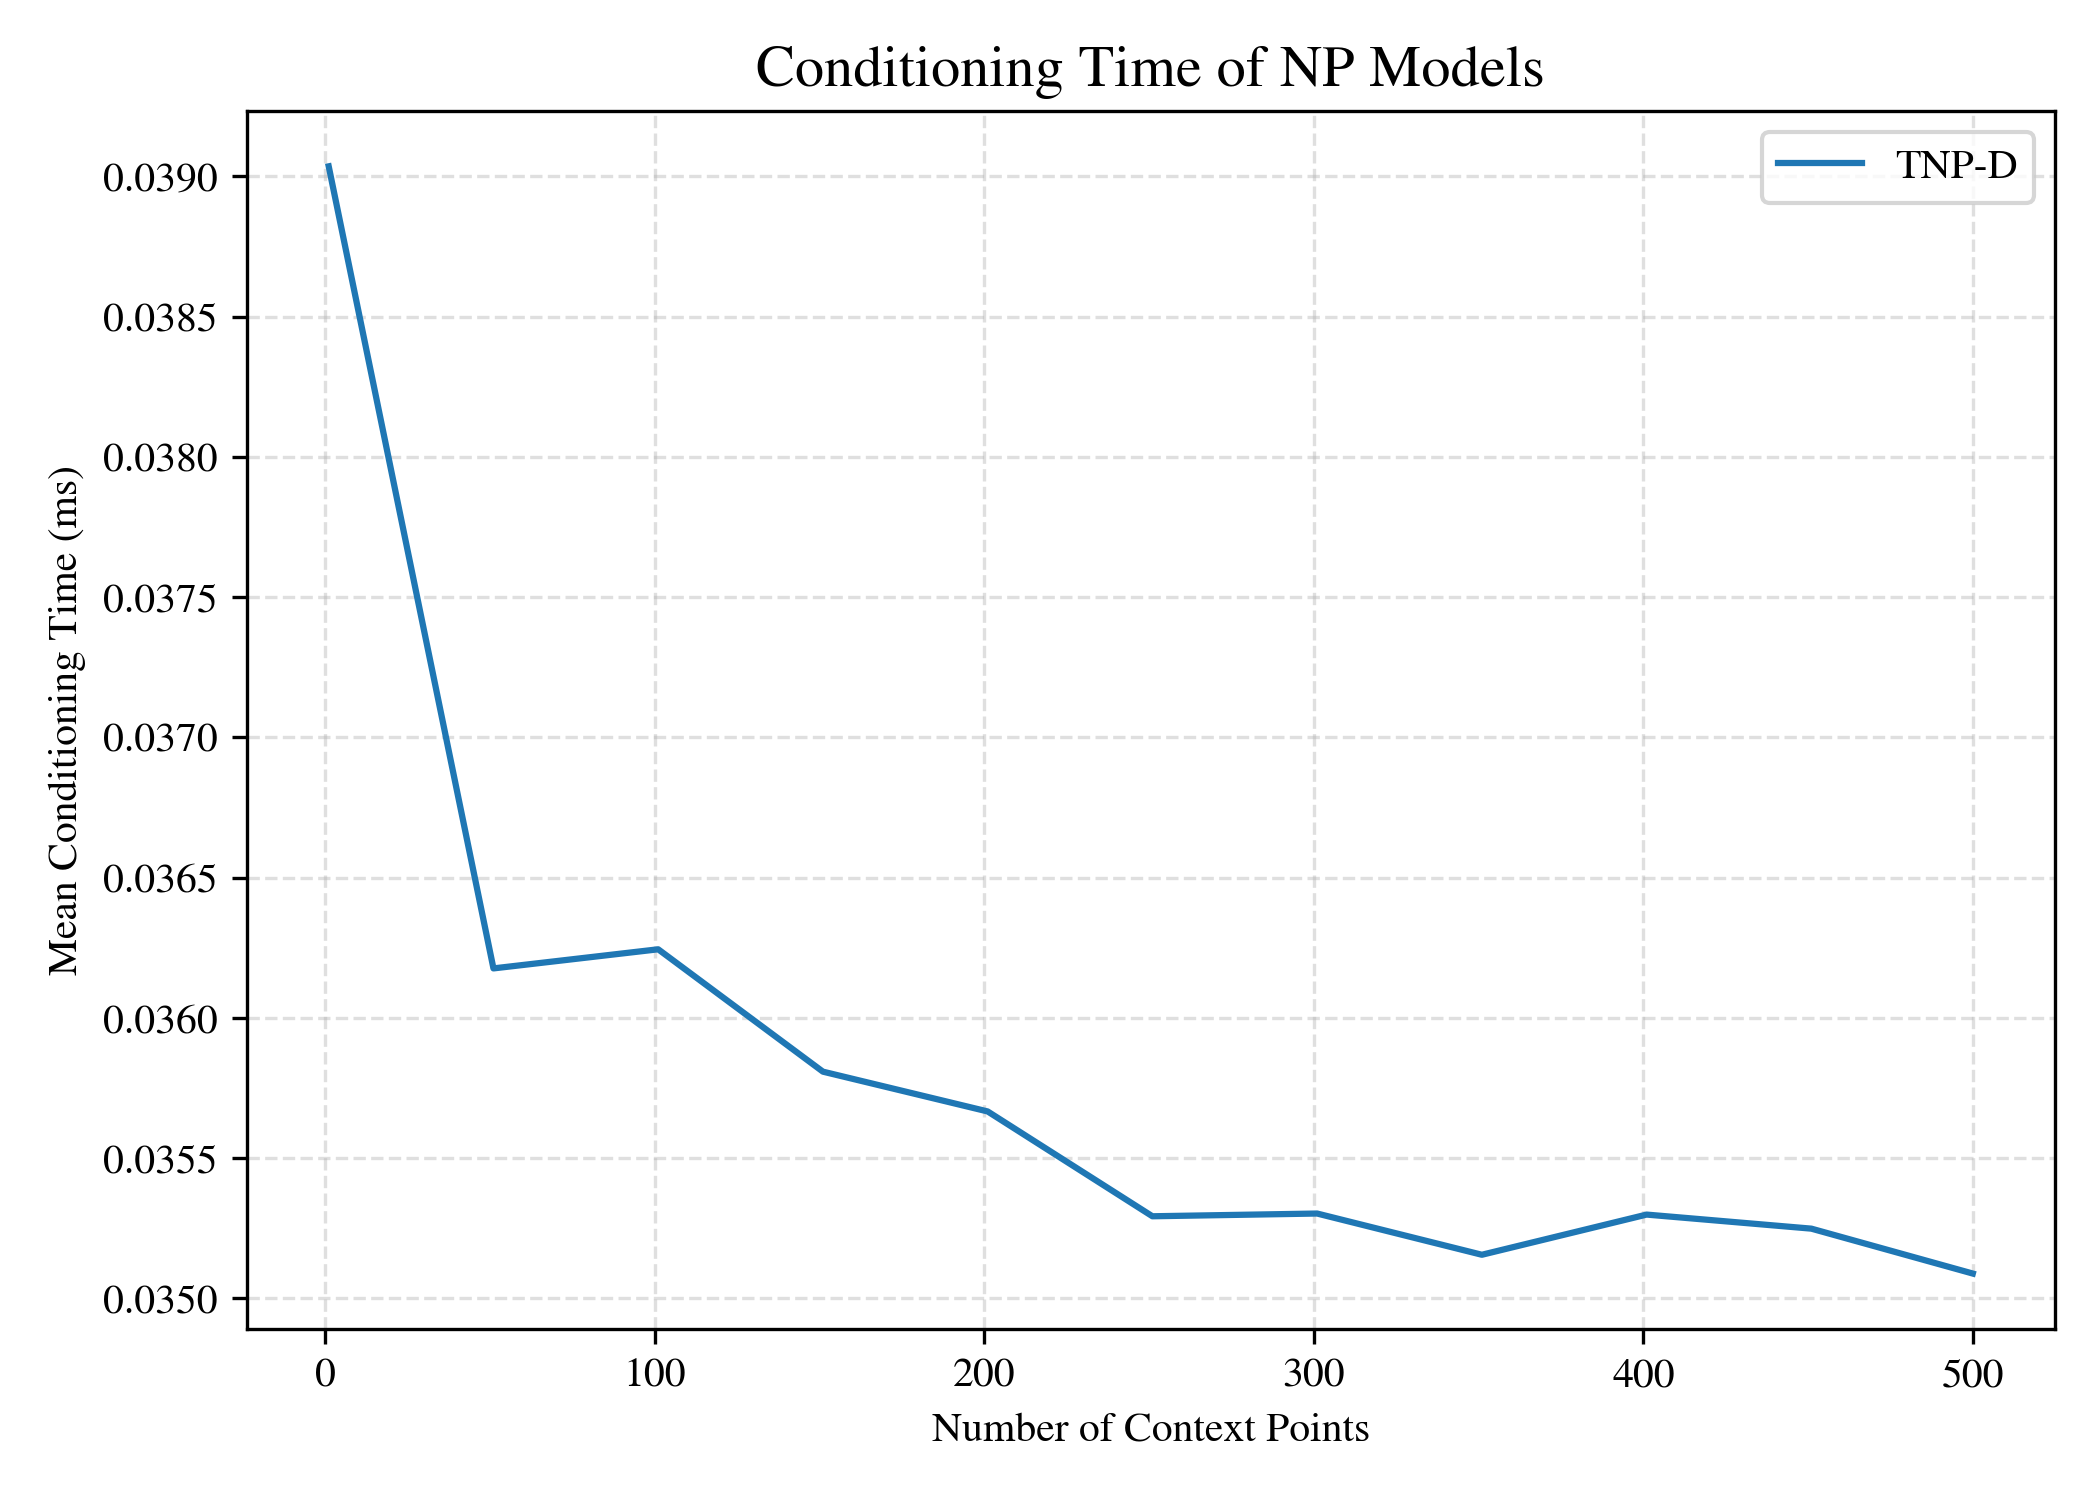 Conditioning Time of NP Models
TNP-D
Mean Conditioning Time (ms)
0.0390
0.0385
0.0380
0.0375
0.0370
0.0365
0.0360
0.0355
0.0350
0 100 200 300 400 500
Number of Context Points